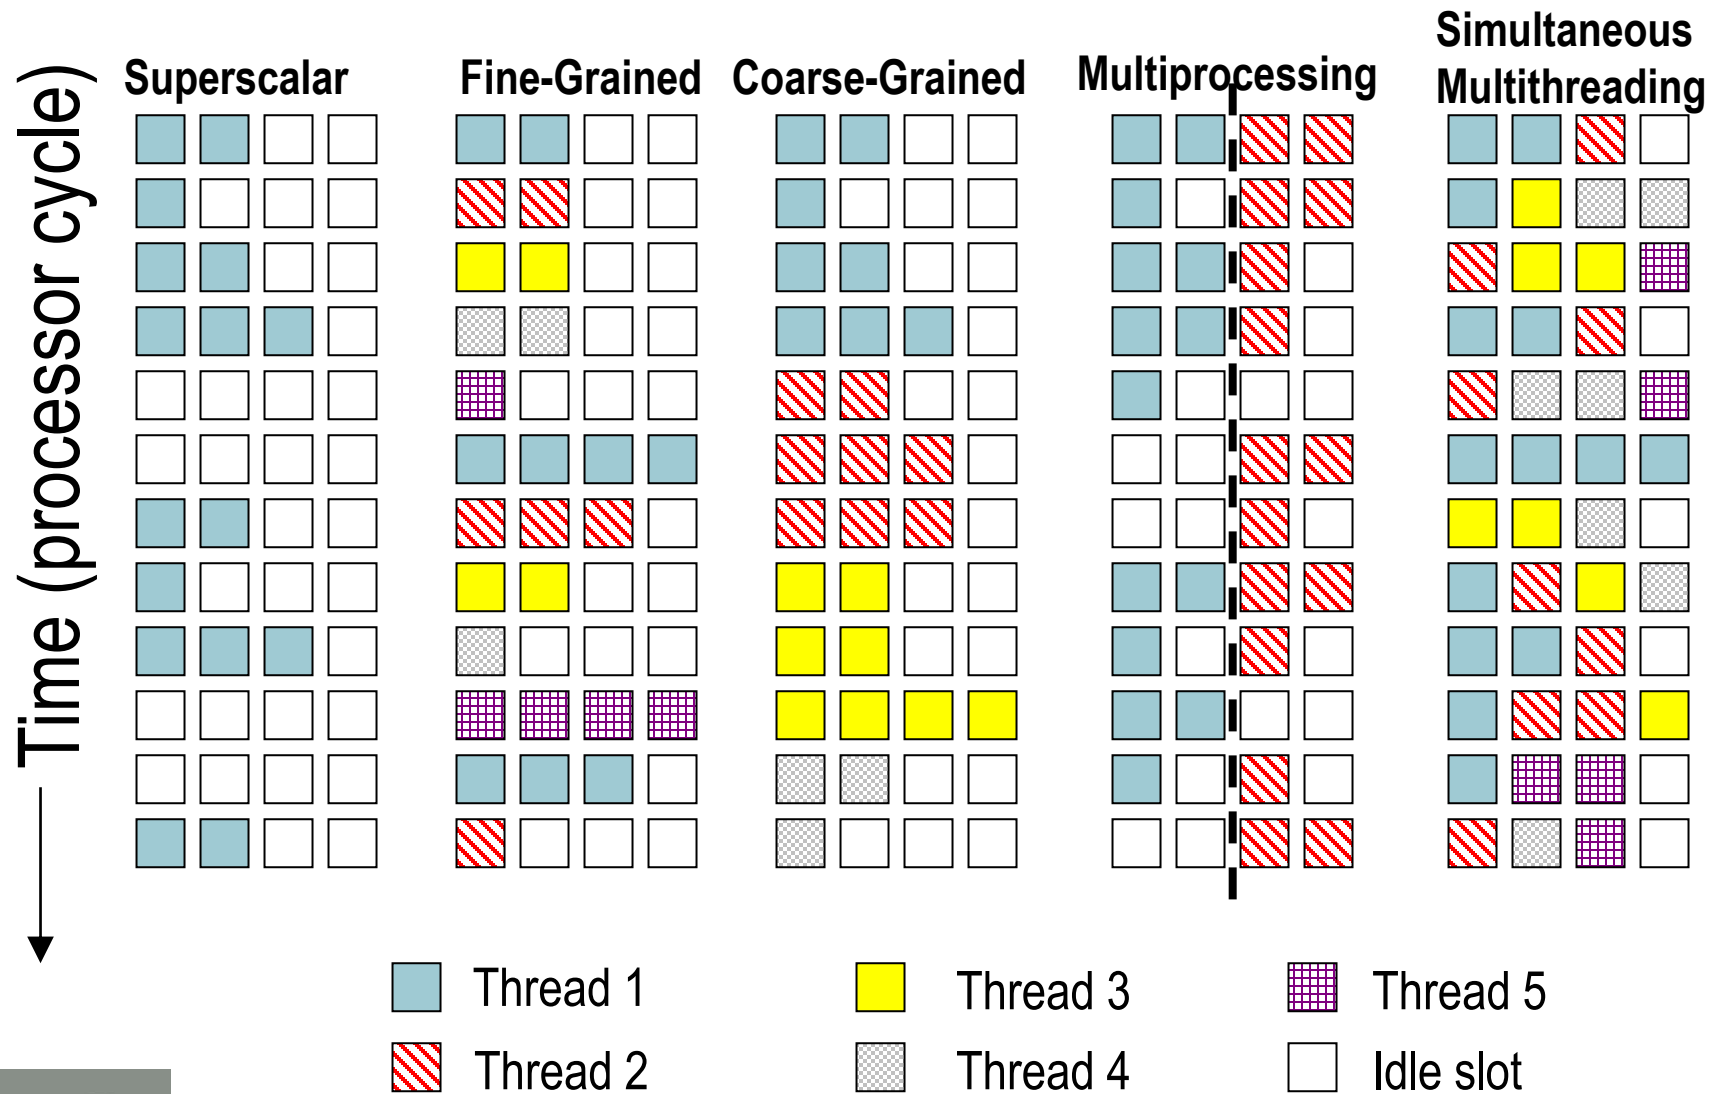 Time (processor cycle)
Superscalar
Fine-Grained
Coarse-Grained
Multiprocessing
Simultaneous
Multithreading
Thread 1
Thread 3
Thread 5
Thread 2
Thread 4
Idle slot